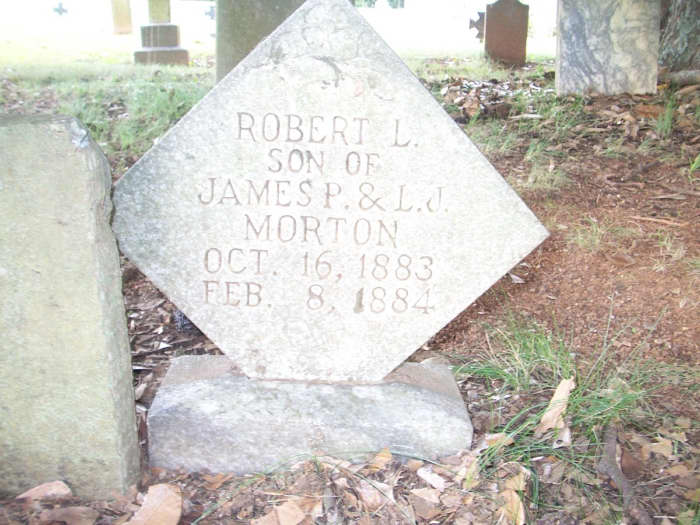 ROBERT L.
SON OF
JAMES P. & L. J.
MORTON
OCT. 16, 1883
FEB. 8, 1884